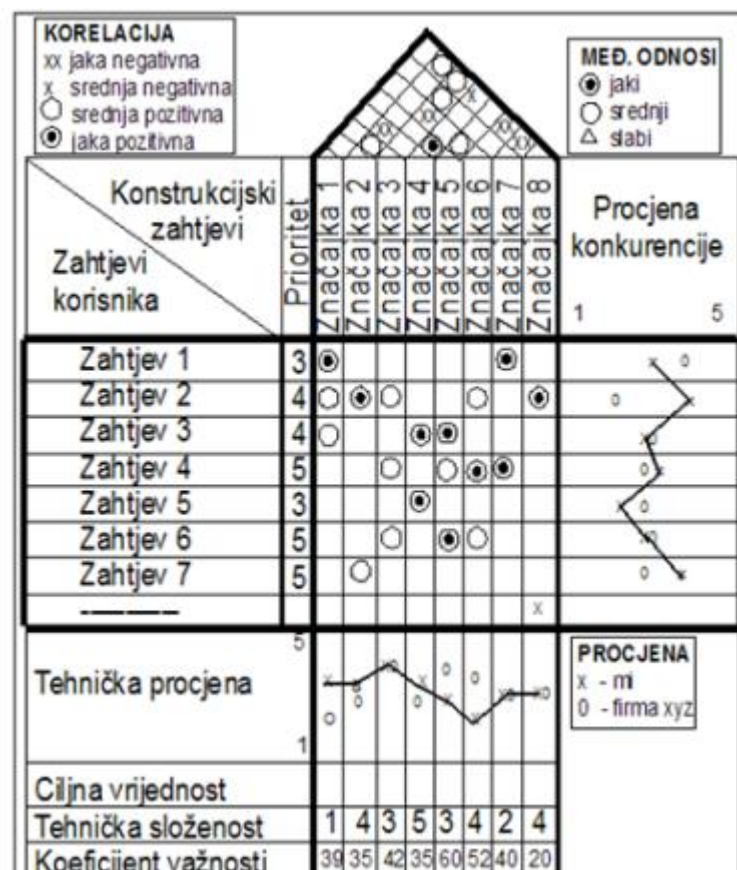 KORELACIJA
xx jaka negativna
x srednja negativna
srednja pozitivna
jaka pozitivna
MEĐ. ODNOSI
jaki
srednji
slabi
Konstrukcijski
zahtjevi
Zahtjevi
korisnika
Prioritet
Značajka 1
Značajka 2
Značajka 3
Značajka 4
Značajka 5
Značajka 6
Značajka 7
Značajka 8
Procjena
konkurencije
1 5
Zahtjev 1 3
Zahtjev 2 4
Zahtjev 3 4
Zahtjev 4 5
Zahtjev 5 3
Zahtjev 6 5
Zahtjev 7 5
Tehnička procjena
5
1
PROCJENA
x - mi
0 - firma xyz
Ciljna vrijednost
Tehnička složenost 1 4 3 5 3 4 2 4
Koeficijent važnosti 39 35 42 35 60 52 40 20